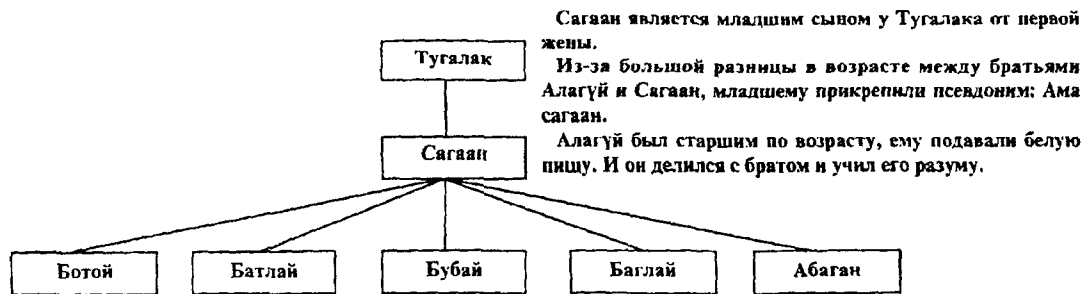 Сагаан является младшим сыном у Тугалака от первой
жены.
Из-за большой разницы в возрасте между братьями
Алагүй и Сагаан, младшему прикрепили псевдоним: Ама
сагаан.
Алагүй был старшим по возрасту, ему подавали белую
пищу. И он делился с братом и учил его разуму.
Тугалак
Сагаан
Ботой
Батлай
Бубай
Баглай
Абаган